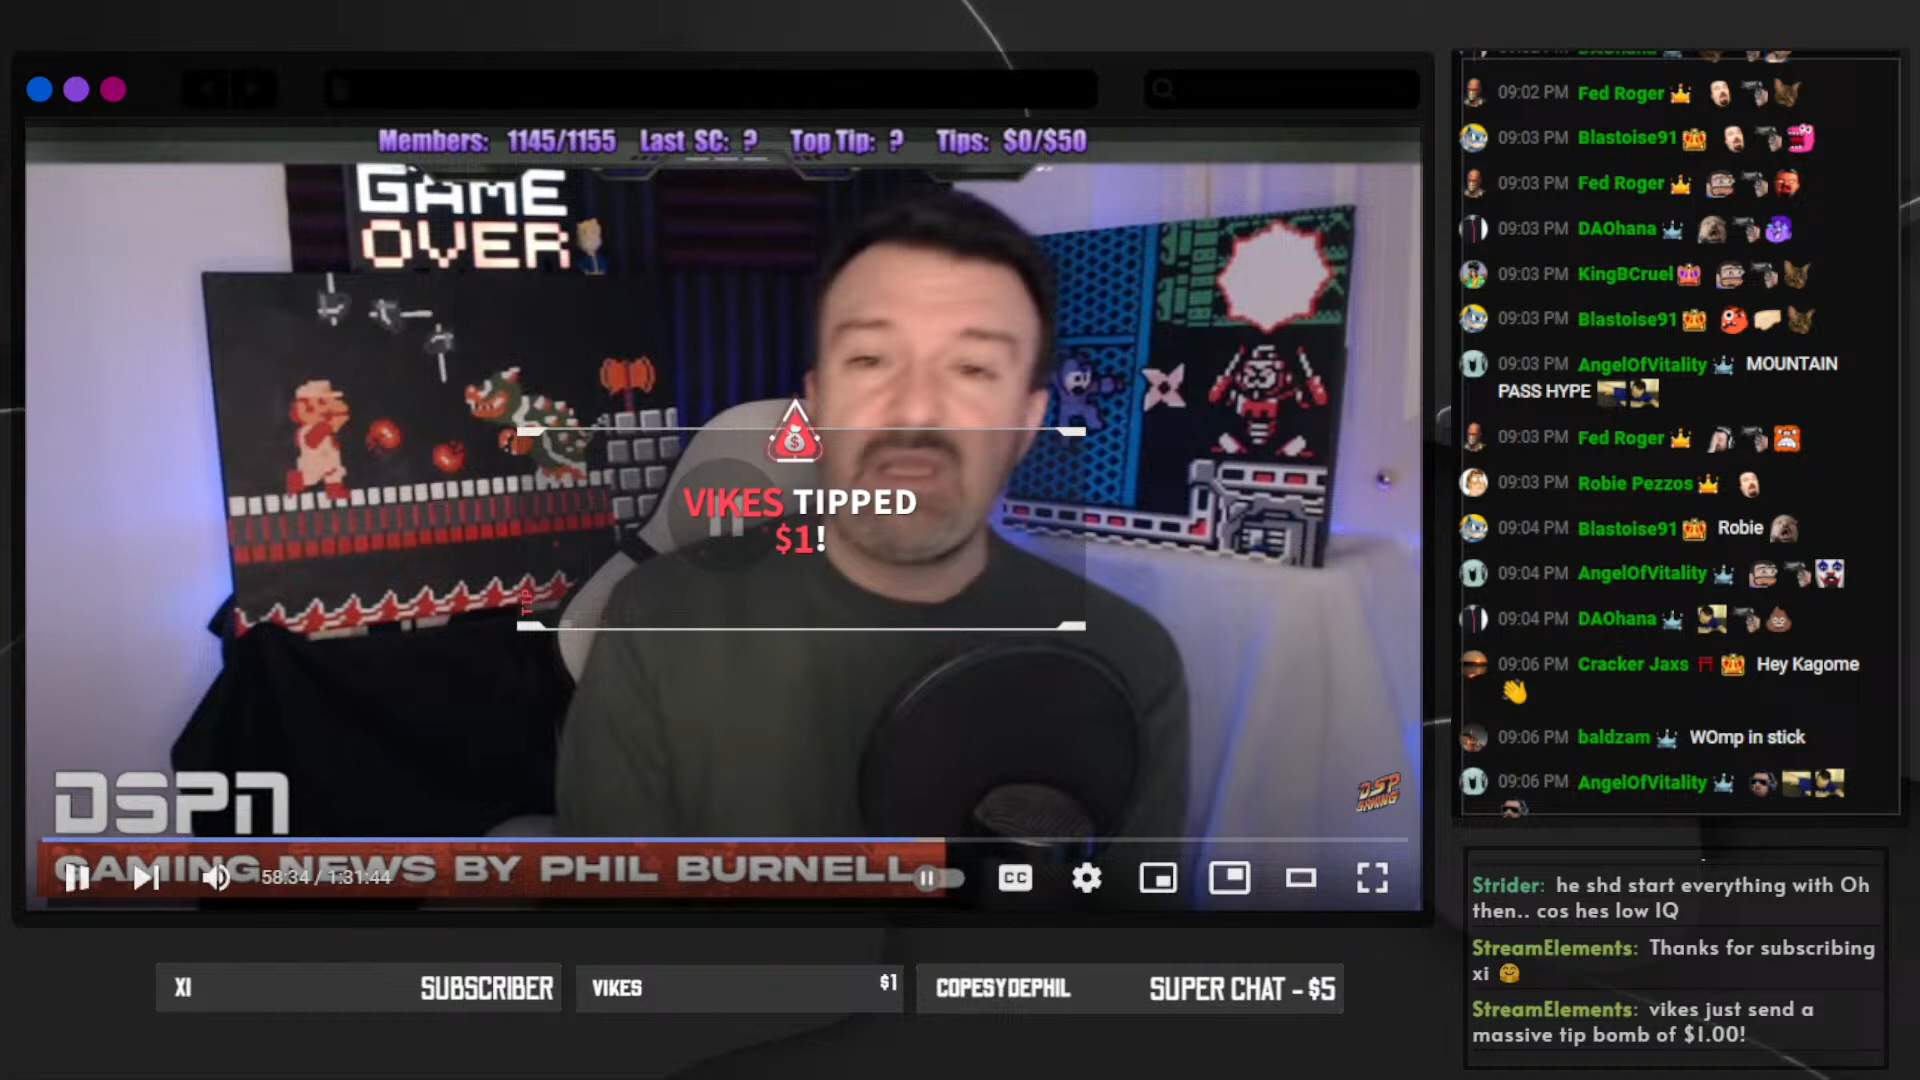 Members: 1145/1155 Last SC: ? Top Tip: ? Tips: $0/$50
GAME
OVER
VIKES TIPPED
$1!
TIP
DSPN
DSP
GAMING
GAMING NEWS BY PHIL BURNELL
58:34 / 1:31:44
CC
XI SUBSCRIBER
VIKES $1
COPESYDEPHIL SUPER CHAT - $5
DAOhana
09:02 PM Fed Roger
09:03 PM Blastoise91
09:03 PM Fed Roger
09:03 PM DAOhana
09:03 PM KingBCruel
09:03 PM Blastoise91
09:03 PM AngelOfVitality MOUNTAIN
PASS HYPE
09:03 PM Fed Roger
09:03 PM Robie Pezzos
09:04 PM Blastoise91 Robie
09:04 PM AngelOfVitality
09:04 PM DAOhana
09:06 PM Cracker Jaxs Hey Kagome
09:06 PM baldzam WOmp in stick
09:06 PM AngelOfVitality
Strider: he shd start everything with Oh
then.. cos hes low IQ
StreamElements: Thanks for subscribing
xi
StreamElements: vikes just send a
massive tip bomb of $1.00!